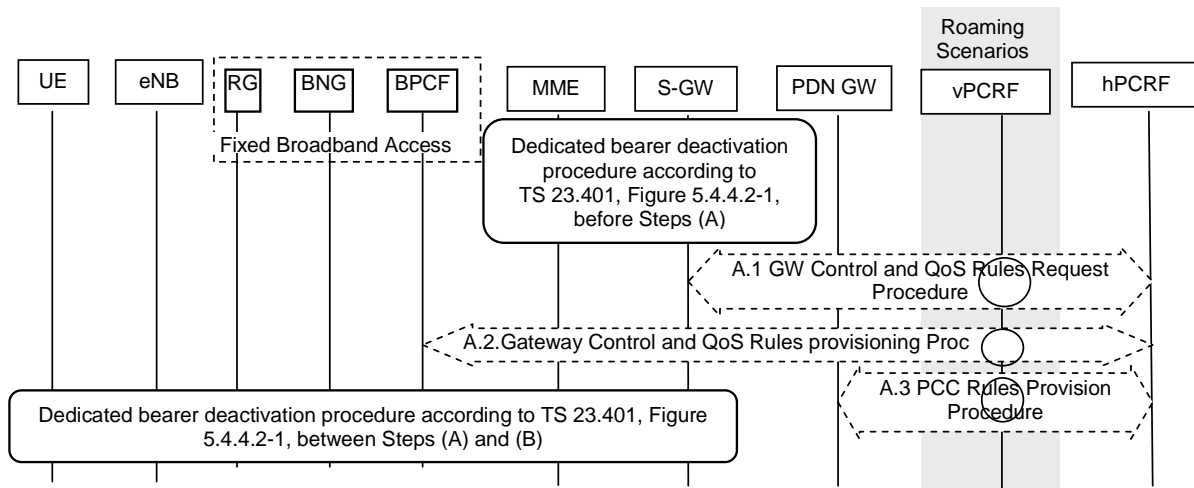 Roaming
Scenarios
UE
eNB
RG
BNG
BPCF
MME
S-GW
PDN GW
vPCRF
hPCRF
Fixed Broadband Access
Dedicated bearer deactivation
procedure according to
TS 23.401, Figure 5.4.4.2-1,
before Steps (A)
A.1 GW Control and QoS Rules Request
Procedure
A.2.Gateway Control and QoS Rules provisioning Proc
A.3 PCC Rules Provision
Procedure
Dedicated bearer deactivation procedure according to TS 23.401, Figure
5.4.4.2-1, between Steps (A) and (B)